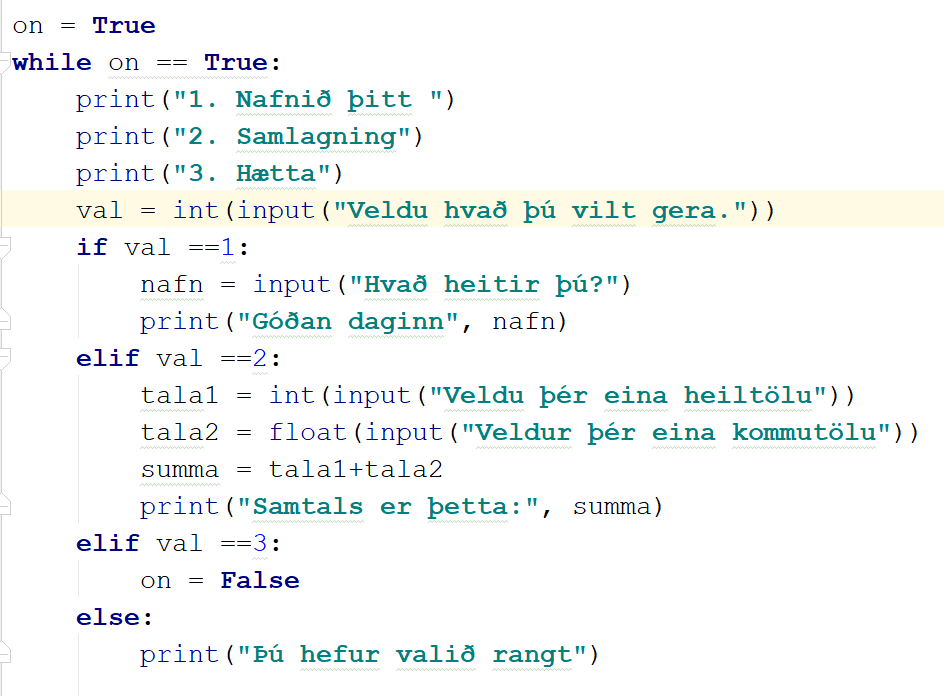 on = True
while on == True:
    print("1. Nafnið þitt ")
    print("2. Samlagning")
    print("3. Hætta")
    val = int(input("Veldu hvað þú vilt gera."))
    if val ==1:
        nafn = input("Hvað heitir þú?")
        print("Góðan daginn", nafn)
    elif val ==2:
        tala1 = int(input("Veldu þér eina heiltölu"))
        tala2 = float(input("Veldur þér eina kommutölu"))
        summa = tala1+tala2
        print("Samtals er þetta:", summa)
    elif val ==3:
        on = False
    else:
        print("Þú hefur valið rangt")